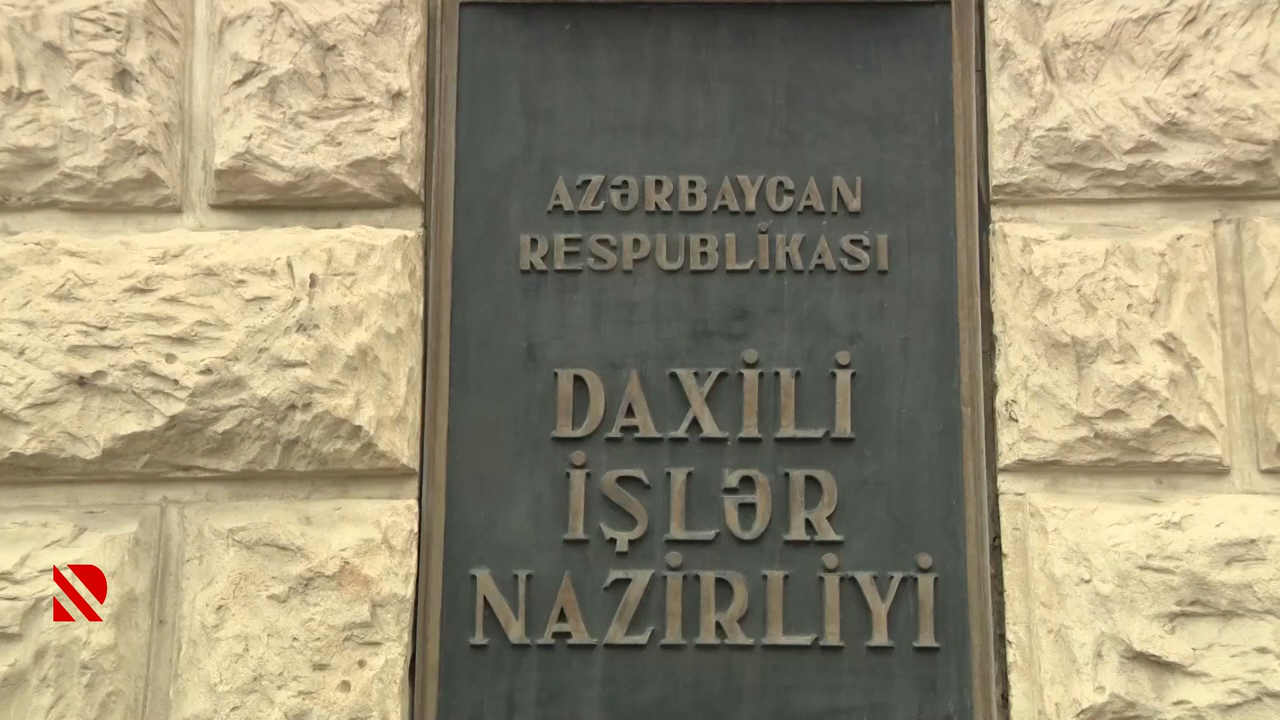 AZƏRBAYCAN
RESPUBLİKASI
DAXİLİ
İŞLƏR
NAZİRLİYİ